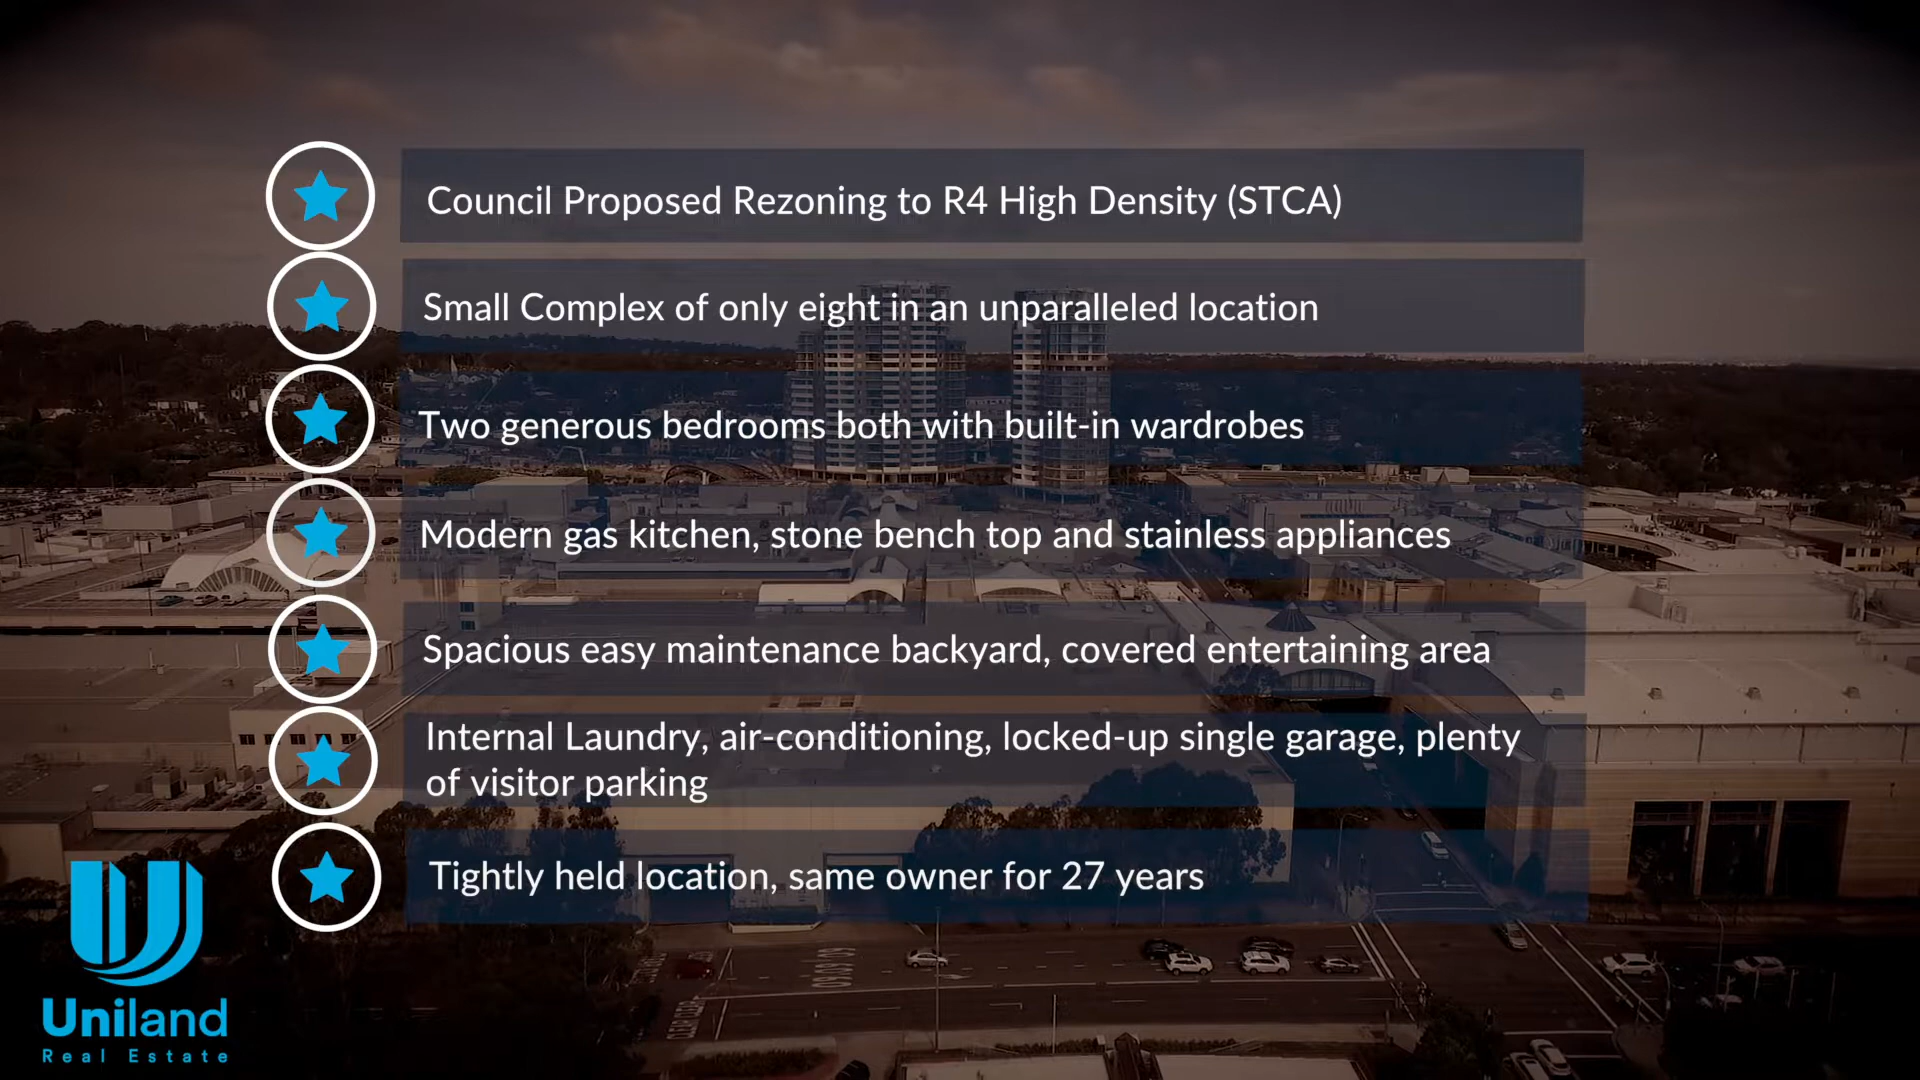 Council Proposed Rezoning to R4 High Density (STCA)
Small Complex of only eight in an unparalleled location
Two generous bedrooms both with built-in wardrobes
Modern gas kitchen, stone bench top and stainless appliances
Spacious easy maintenance backyard, covered entertaining area
Internal Laundry, air-conditioning, locked-up single garage, plenty
of visitor parking
Tightly held location, same owner for 27 years
Uniland
Real Estate